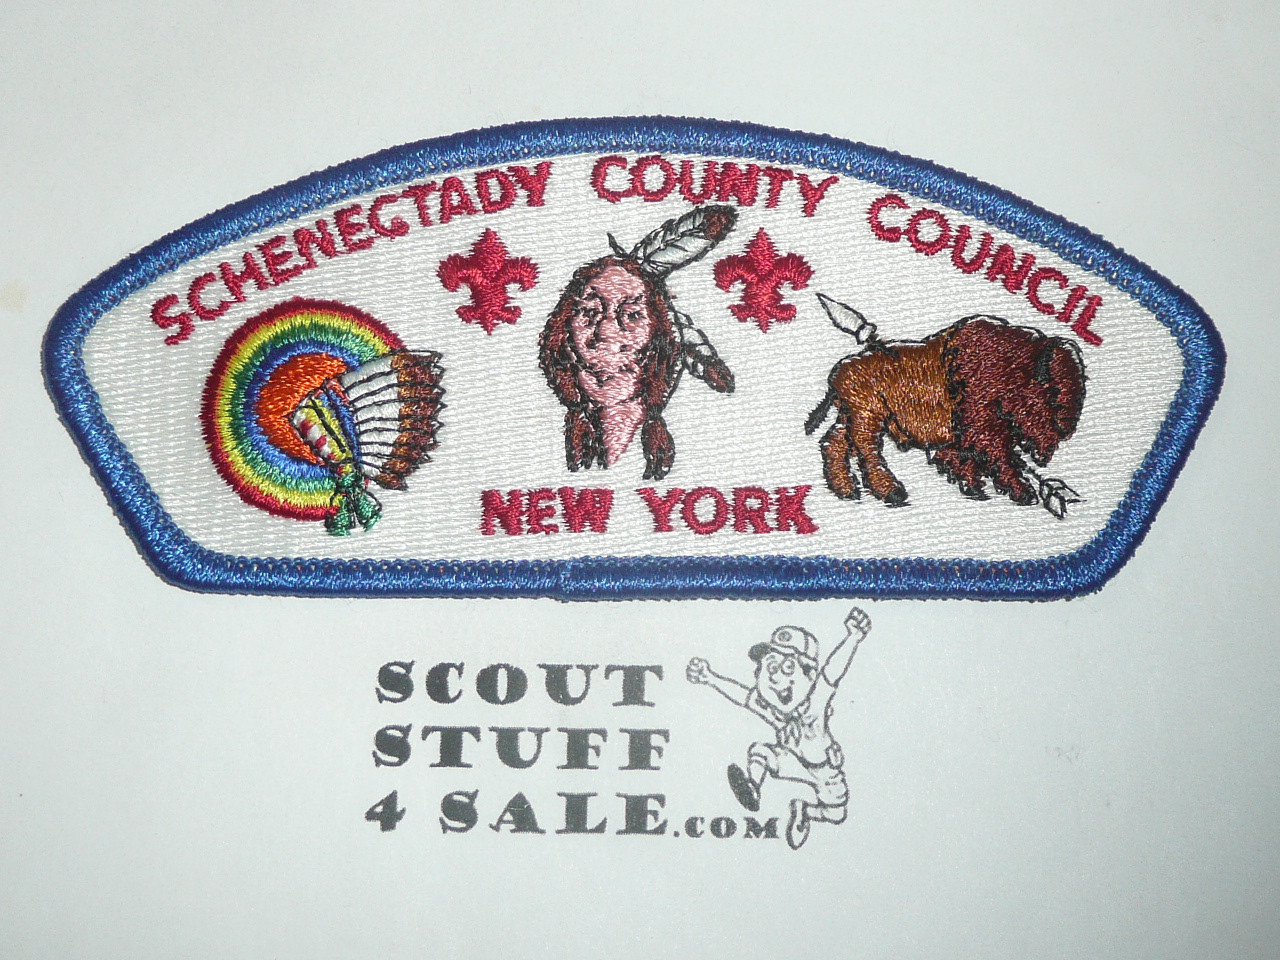 SCHENECTADY COUNTY COUNCIL
NEW YORK
SCOUT
STUFF
4 SALE.COM